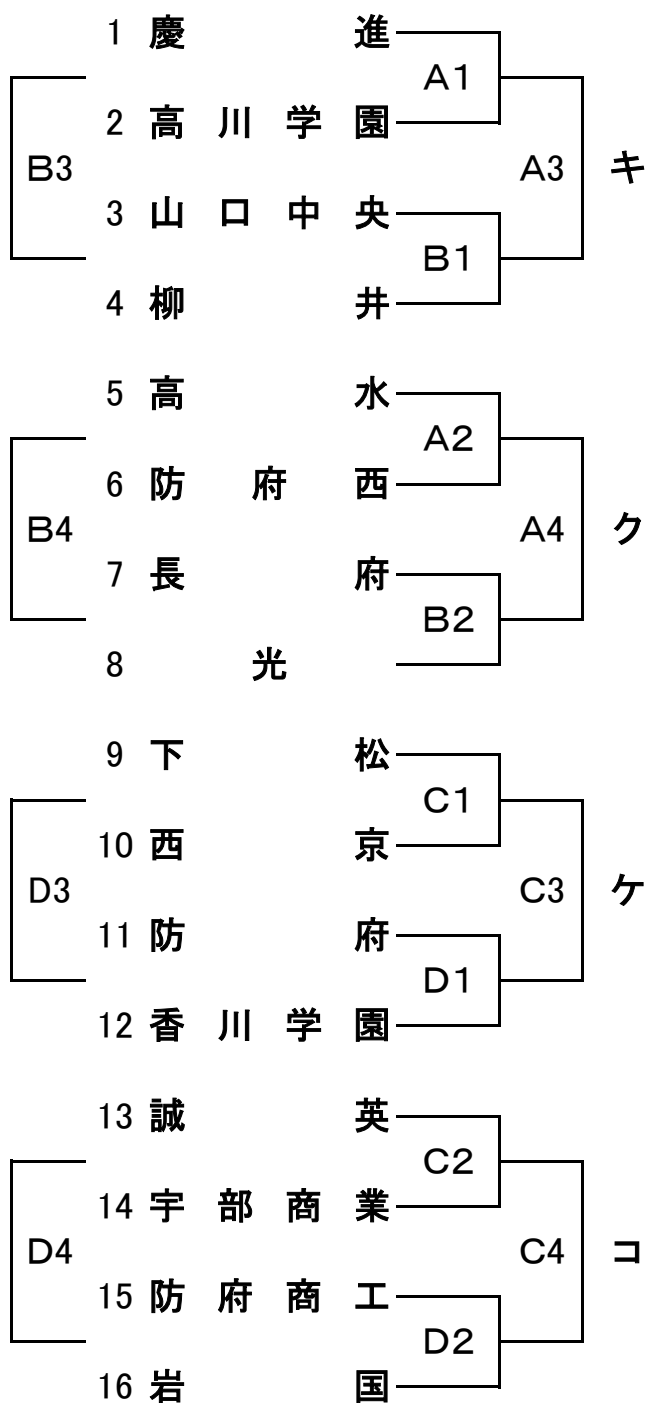 1 慶進
A1
2 高川学園
B3 A3 キ
3 山口中央
B1
4 柳井
5 高水
A2
6 防府西
B4 A4 ク
7 長府
B2
8 光
9 下松
C1
10 西京
D3 C3 ケ
11 防府
D1
12 香川学園
13 誠英
C2
14 宇部商業
D4 C4 コ
15 防府商工
D2
16 岩国